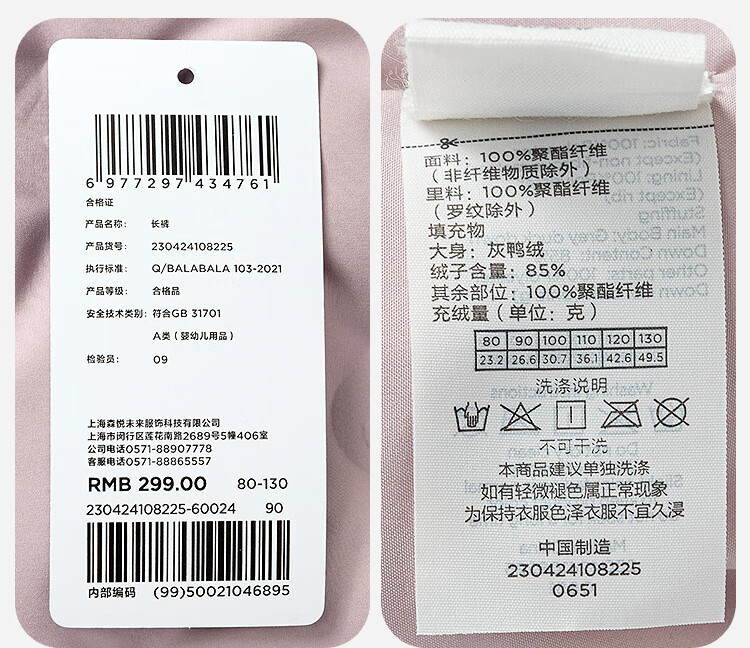 6 977297 434761
合格证
产品名称: 长裤
产品货号: 230424108225
执行标准: Q/BALABALA 103-2021
产品等级: 合格品
安全技术类别: 符合GB 31701
A类（婴幼儿用品）
检验员: 09
上海森悦未来服饰科技有限公司
上海市闵行区莲花南路2689号5幢406室
公司电话0571-88907778
客服电话0571-88865557
RMB 299.00 80-130
230424108225-60024 90
内部编码 (99)50021046895
面料：100%聚酯纤维
（非纤维物质除外）
里料：100%聚酯纤维
（罗纹除外）
填充物
大身：灰鸭绒
绒子含量：85%
其余部位：100%聚酯纤维
充绒量（单位：克）
80 90 100 110 120 130
23.2 26.6 30.7 36.1 42.6 49.5
洗涤说明
不可干洗
本商品建议单独洗涤
如有轻微褪色属正常现象
为保持衣服色泽衣服不宜久浸
中国制造
230424108225
0651